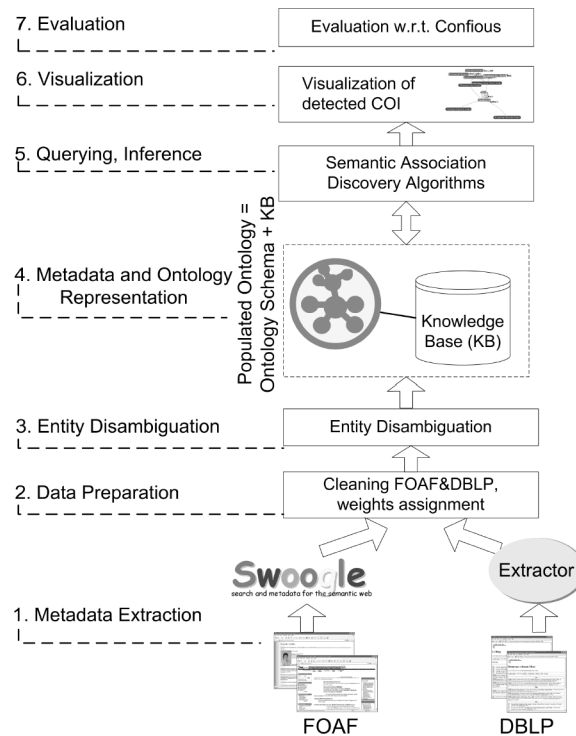 7. Evaluation
Evaluation w.r.t. Confious
6. Visualization
Visualization of
detected COI
5. Querying, Inference
Semantic Association
Discovery Algorithms
Populated Ontology =
Ontology Schema + KB
4. Metadata and Ontology
Representation
Knowledge
Base (KB)
3. Entity Disambiguation
Entity Disambiguation
2. Data Preparation
Cleaning FOAF&DBLP,
weights assignment
Swoogle
search and metadata for the semantic web
Extractor
1. Metadata Extraction
FOAF
DBLP